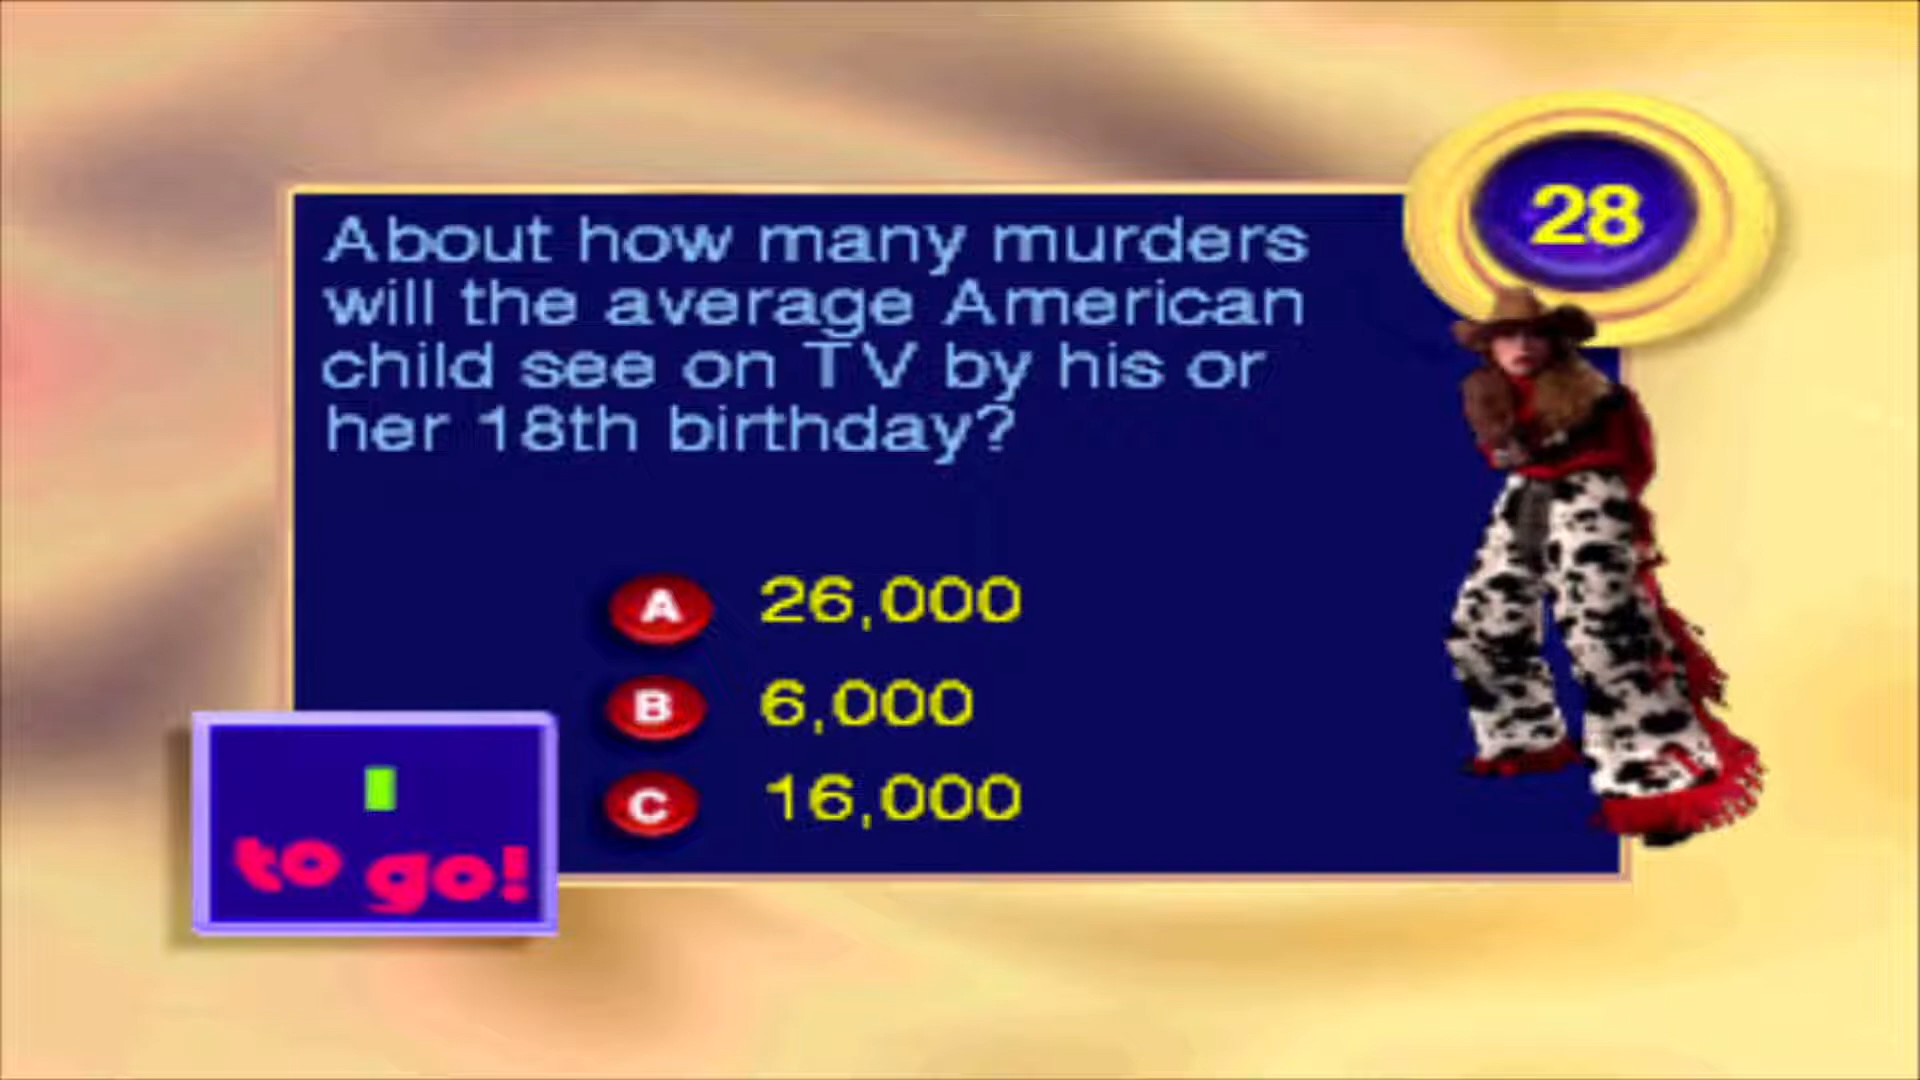 28
About how many murders
will the average American
child see on TV by his or
her 18th birthday?
A 26,000
B 6,000
C 16,000
1
to go!